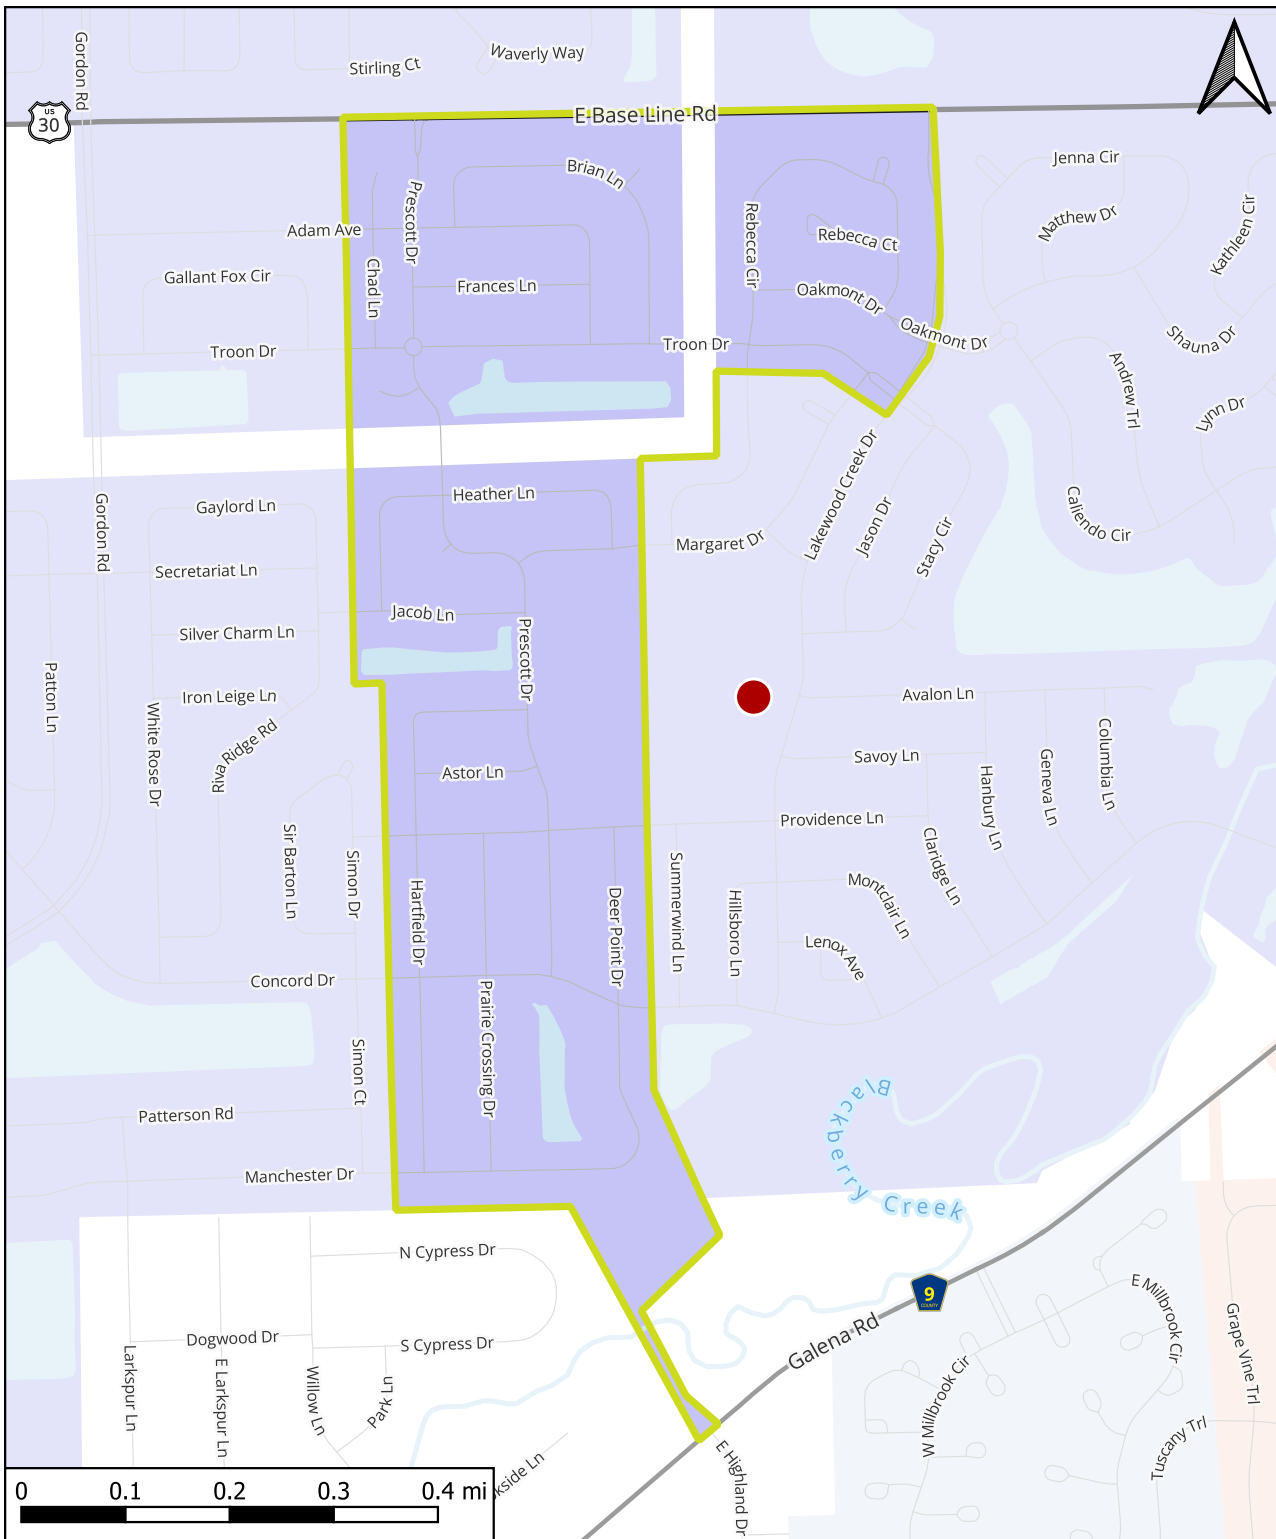 Gordon Rd
Stirling Ct
Waverly Way
US
30
E Base Line Rd
Jenna Cir
Brian Ln
Prescott Dr
Matthew Dr
Kathleen Cir
Adam Ave
Rebecca Cir
Rebecca Ct
Gallant Fox Cir
Chad Ln
Frances Ln
Oakmont Dr
Oakmont Dr
Troon Dr
Troon Dr
Shauna Dr
Andrew Trl
Lynn Dr
Gordon Rd
Gaylord Ln
Heather Ln
Lakewood Creek Dr
Jason Dr
Stacy Cir
Caliendo Cir
Margaret Dr
Secretariat Ln
Jacob Ln
Silver Charm Ln
Prescott Dr
Patton Ln
Iron Leige Ln
Avalon Ln
White Rose Dr
Riva Ridge Rd
Savoy Ln
Columbia Ln
Astor Ln
Hanbury Ln
Geneva Ln
Providence Ln
Sir Barton Ln
Simon Dr
Claridge Ln
Hartfield Dr
Deer Point Dr
Summerwind Ln
Hillsboro Ln
Montclair Ln
Lenox Ave
Concord Dr
Prairie Crossing Dr
Simon Ct
Patterson Rd
Blackberry Creek
Manchester Dr
N Cypress Dr
9
COUNTY
E Millbrook Cir
Dogwood Dr
S Cypress Dr
Galena Rd
Grape Vine Trl
Larkspur Ln
E Larkspur Ln
Willow Ln
Park Ln
W Millbrook Cir
Tuscany Trl
E Highland Dr
kside Ln
0 0.1 0.2 0.3 0.4 mi